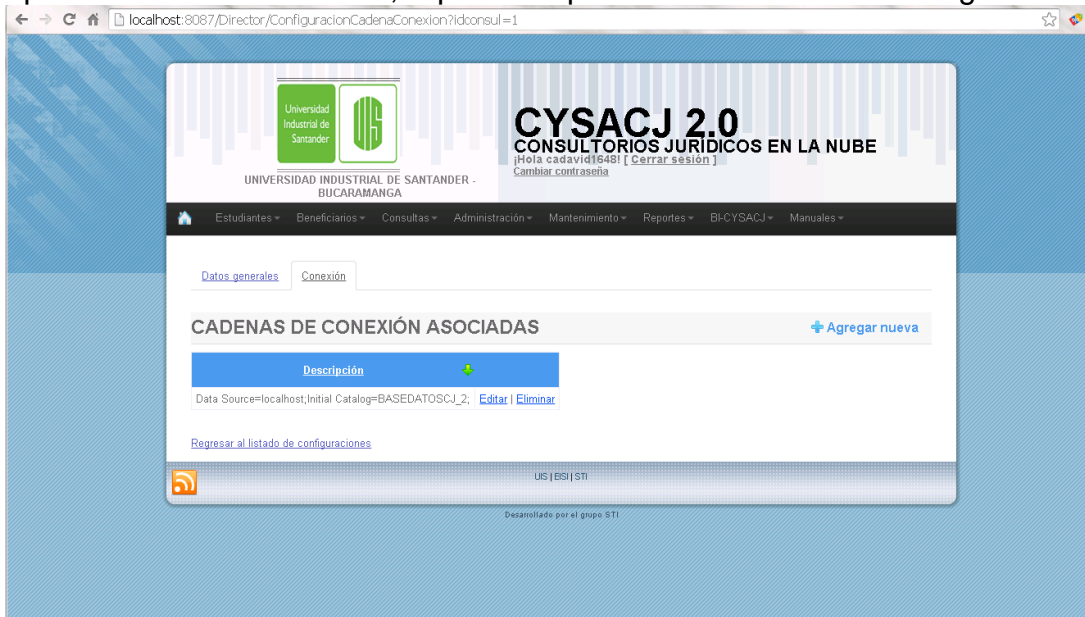 localhost:8087/Director/ConfiguracionCadenaConexion?idconsul=1
Universidad
Industrial de
Santander
UIS
UNIVERSIDAD INDUSTRIAL DE SANTANDER -
BUCARAMANGA
CYSACJ 2.0
CONSULTORIOS JURÍDICOS EN LA NUBE
¡Hola cadavid1648! [ Cerrar sesión ]
Cambiar contraseña
Estudiantes Beneficiarios Consultas Administración Mantenimiento Reportes BI-CYSACJ Manuales
Datos generales Conexión
CADENAS DE CONEXIÓN ASOCIADAS
Agregar nueva
Descripción
Data Source=localhost;Initial Catalog=BASEDATOSCJ_2; Editar | Eliminar
Regresar al listado de configuraciones
UIS | EISI | STI
Desarrollado por el grupo STI